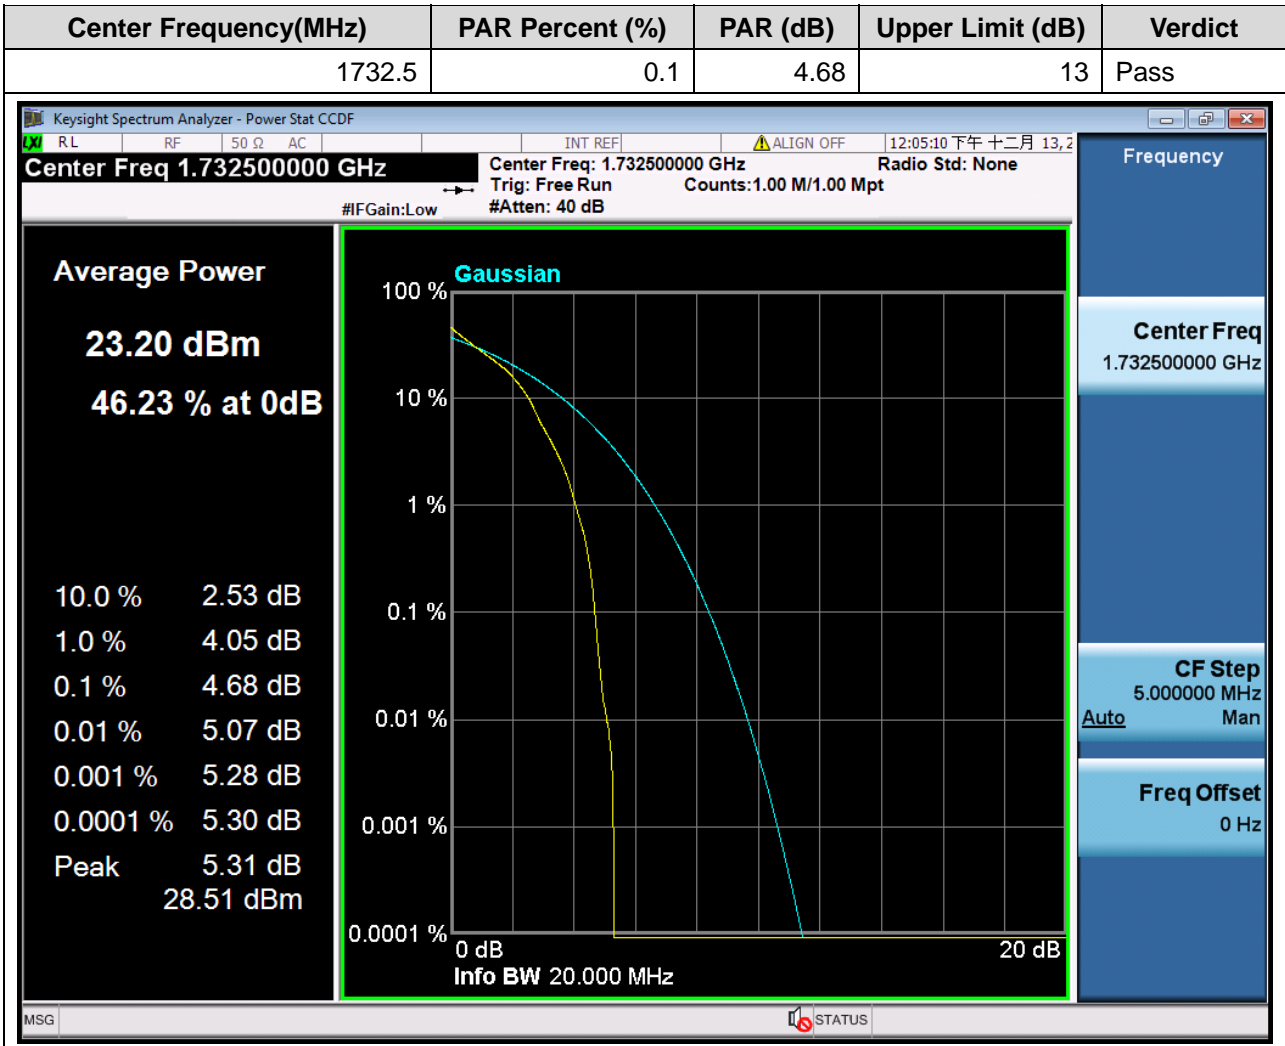 Center Frequency(MHz) PAR Percent (%) PAR (dB) Upper Limit (dB) Verdict
1732.5 0.1 4.68 13 Pass
Keysight Spectrum Analyzer - Power Stat CCDF
LXI RL RF 50 Ω AC INT REF ALIGN OFF 12:05:10 下午 十二月 13, 2
Center Freq 1.732500000 GHz
Center Freq: 1.732500000 GHz Radio Std: None
Trig: Free Run Counts:1.00 M/1.00 Mpt
#IFGain:Low #Atten: 40 dB
Frequency
Average Power
23.20 dBm
46.23 % at 0dB
10.0 % 2.53 dB
1.0 % 4.05 dB
0.1 % 4.68 dB
0.01 % 5.07 dB
0.001 % 5.28 dB
0.0001 % 5.30 dB
Peak 5.31 dB
28.51 dBm
Gaussian
100 %
10 %
1 %
0.1 %
0.01 %
0.001 %
0.0001 %
0 dB 20 dB
Info BW 20.000 MHz
Center Freq
1.732500000 GHz
CF Step
5.000000 MHz
Auto Man
Freq Offset
0 Hz
MSG STATUS